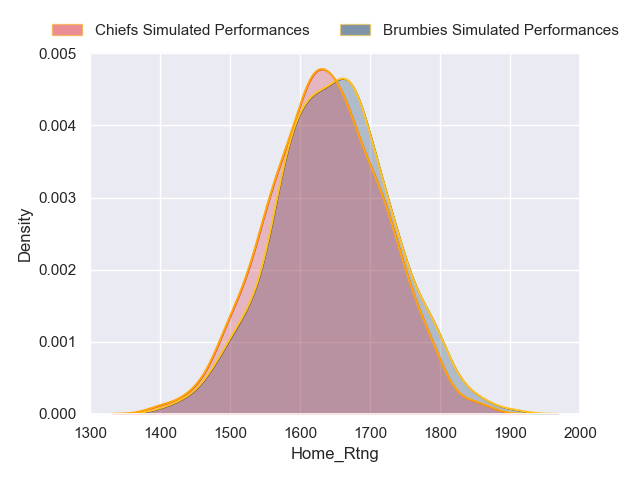 Chiefs Simulated Performances Brumbies Simulated Performances
0.005
0.004
0.003
0.002
0.001
0.000
Density
1300 1400 1500 1600 1700 1800 1900 2000
Home_Rtng